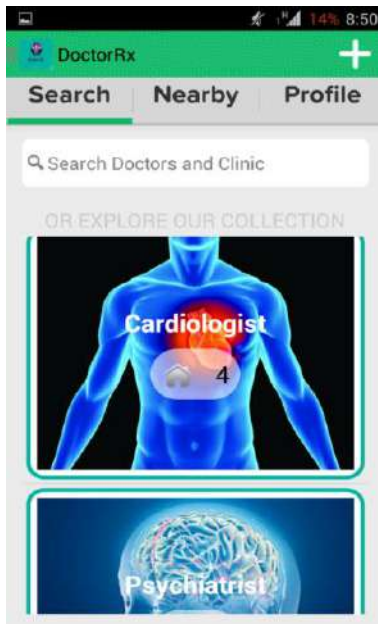 14% 8:50
DoctorRx
Search Nearby Profile
Search Doctors and Clinic
OR EXPLORE OUR COLLECTION
Cardiologist
4
Psychiatrist